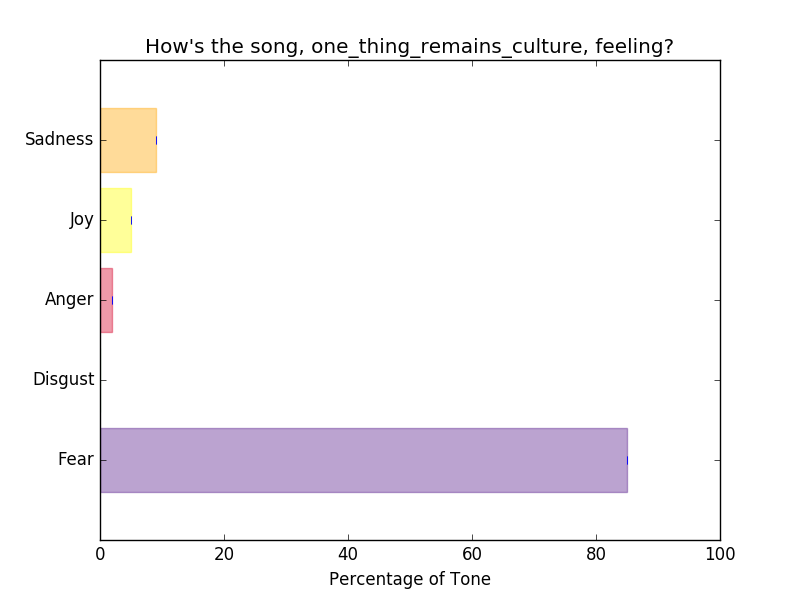 How's the song, one_thing_remains_culture, feeling?
Sadness
Joy
Anger
Disgust
Fear
0 20 40 60 80 100
Percentage of Tone